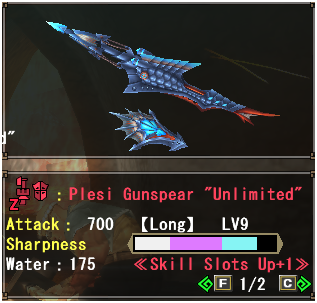 d"
Z : Plesi Gunspear "Unlimited"
Attack : 700 【Long】 LV9
Sharpness
Water : 175 ≪Skill Slots Up+1≫
F 1/2 C